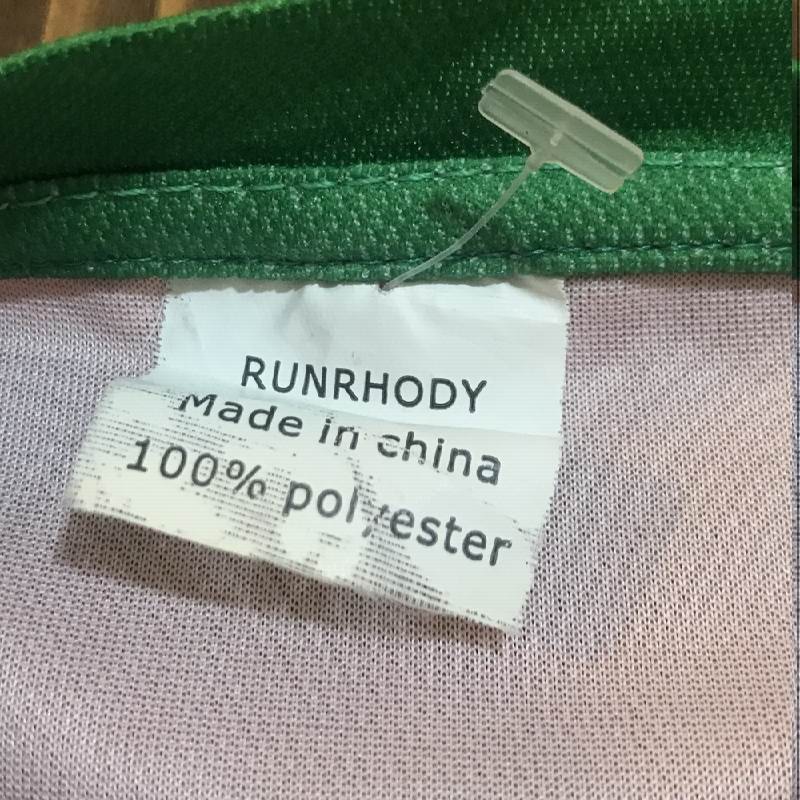 RUNRHODY
Made in china
100% polyester